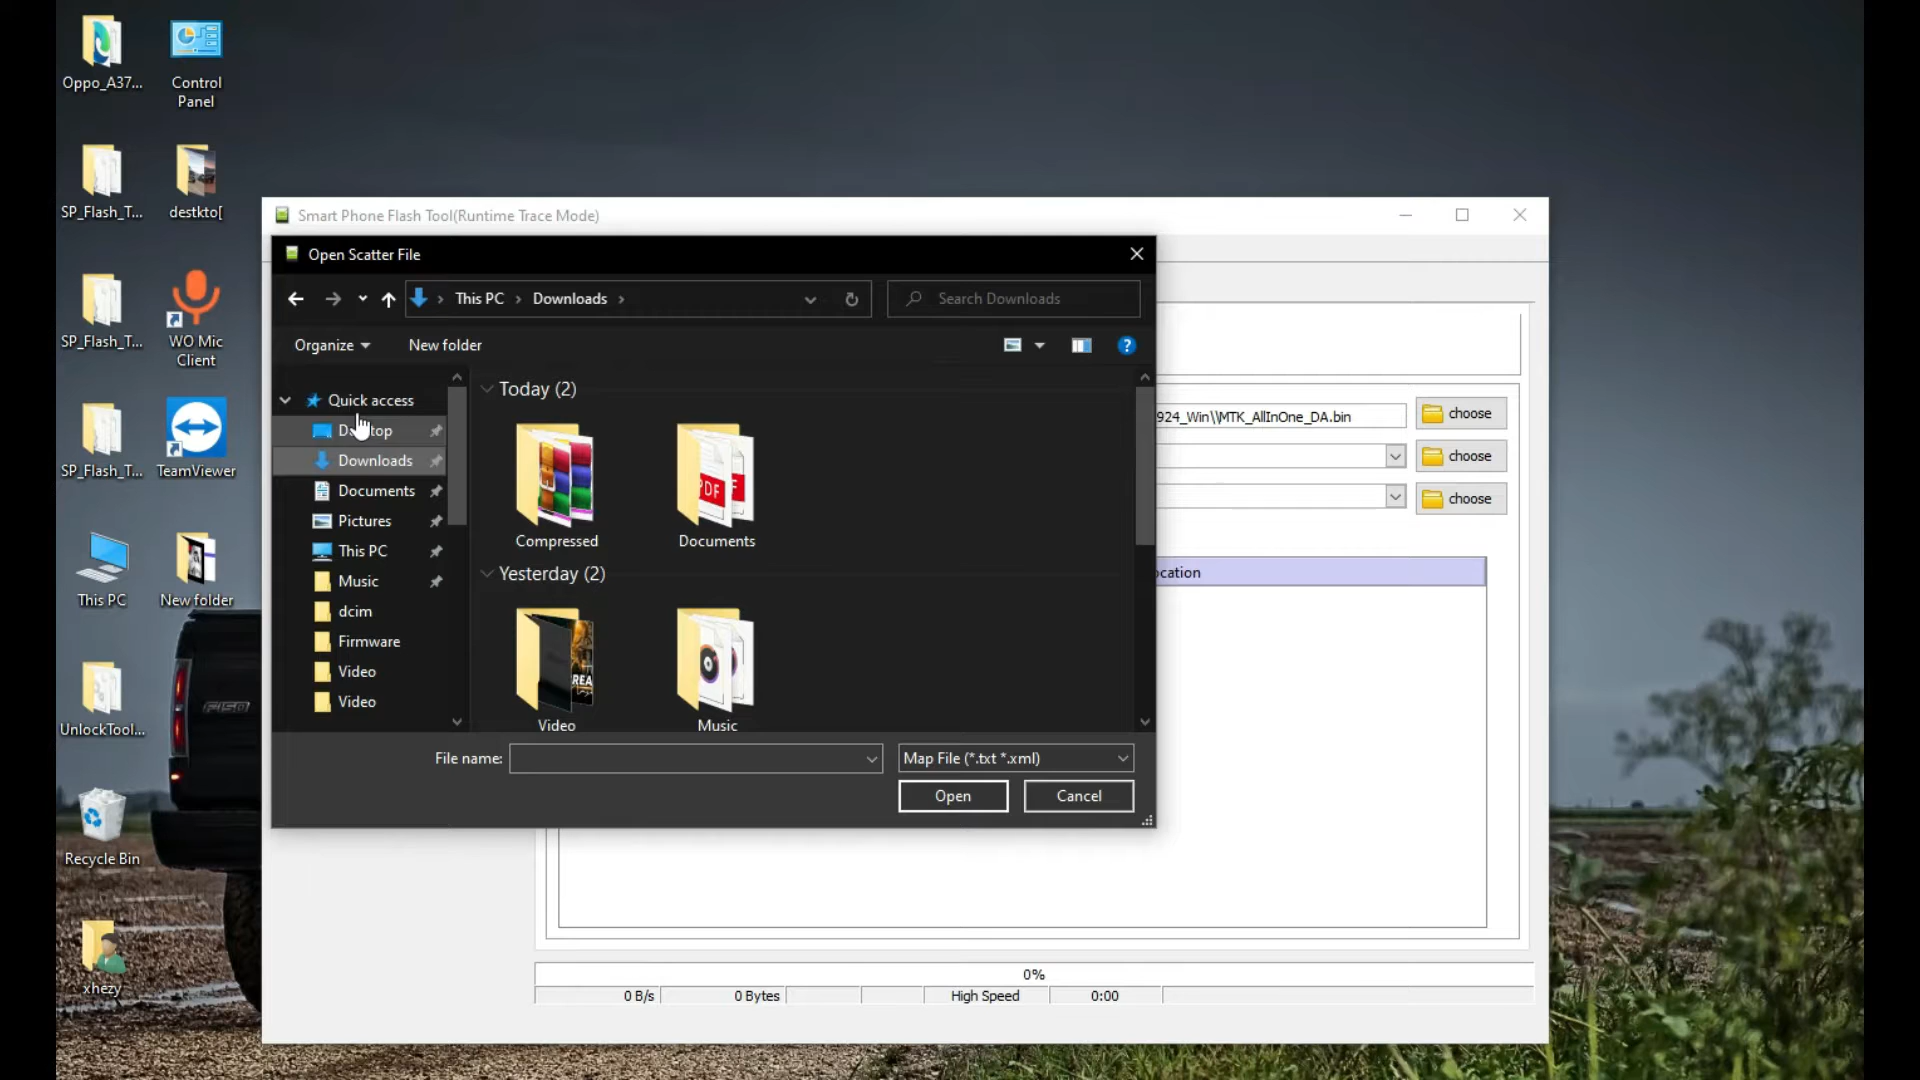 Oppo_A37...
Control
Panel
SP_Flash_T...
destkto[
SP_Flash_T...
WO Mic
Client
SP_Flash_T...
TeamViewer
This PC
New folder
UnlockTool...
Recycle Bin
xhezy
F150
Smart Phone Flash Tool(Runtime Trace Mode)
Open Scatter File
This PC
Downloads
Search Downloads
Organize
New folder
Quick access
Downloads
Documents
Pictures
This PC
Music
dcim
Firmware
Video
Video
Today (2)
Compressed
PDF
Documents
Yesterday (2)
Video
Music
File name:
Map File (*.txt *.xml)
Open
Cancel
924_Win\\MTK_AllInOne_DA.bin
choose
choose
choose
ocation
0%
0 B/s
0 Bytes
High Speed
0:00